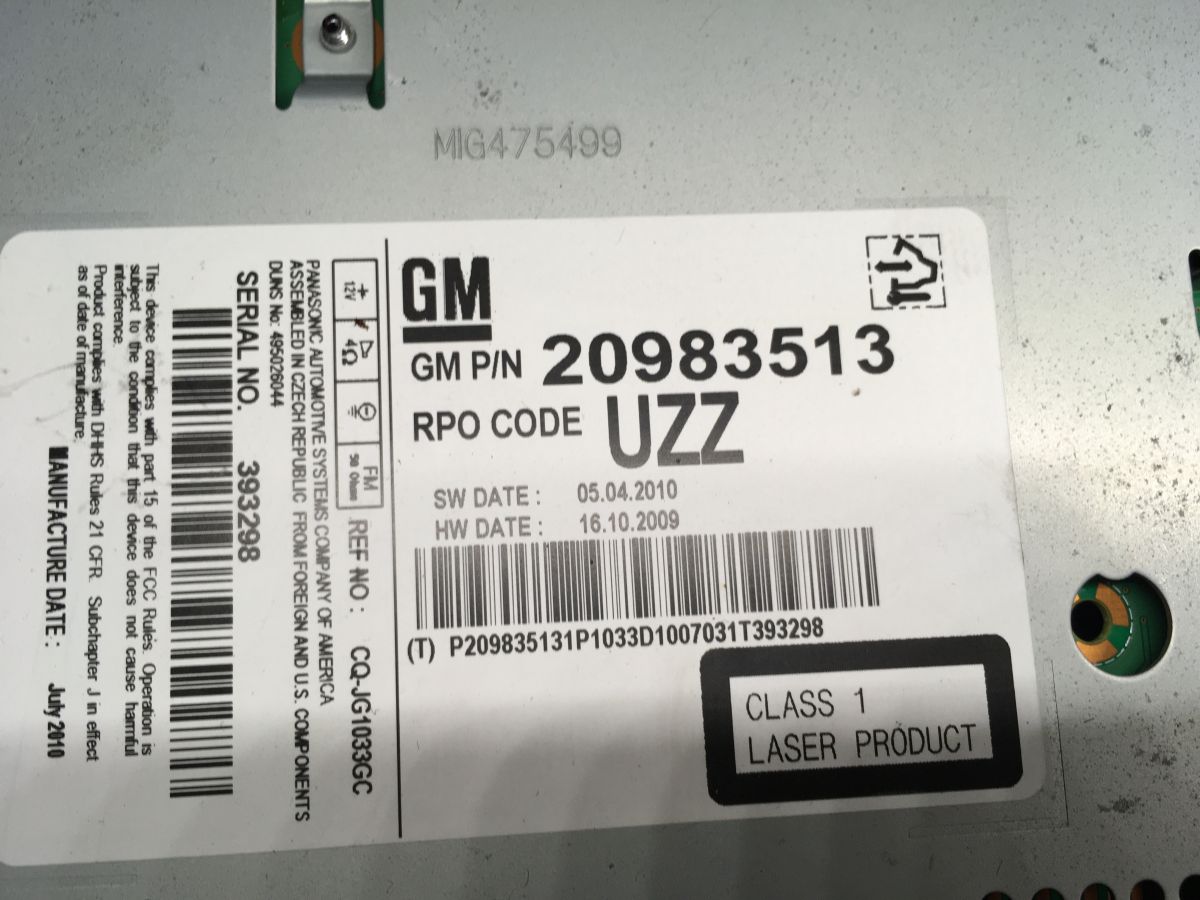 MIG475499
GM
GM P/N 20983513
RPO CODE UZZ
SW DATE : 05.04.2010
HW DATE : 16.10.2009
(T) P209835131P1033D1007031T393298
CLASS 1
LASER PRODUCT
+ 12V
4Ω
FM 50 Ohms
REF NO : CQ-JG1033GC
PANASONIC AUTOMOTIVE SYSTEMS COMPANY OF AMERICA
ASSEMBLED IN CZECH REPUBLIC FROM FOREIGN AND U.S. COMPONENTS
DUNS No: 495026044
SERIAL NO. 393298
This device complies with part 15 of the FCC Rules. Operation is
subject to the condition that this device does not cause harmful
interference.
Product complies with DHHS Rules 21 CFR. Subchapter J in effect
as of date of manufacture.
MANUFACTURE DATE : July 2010